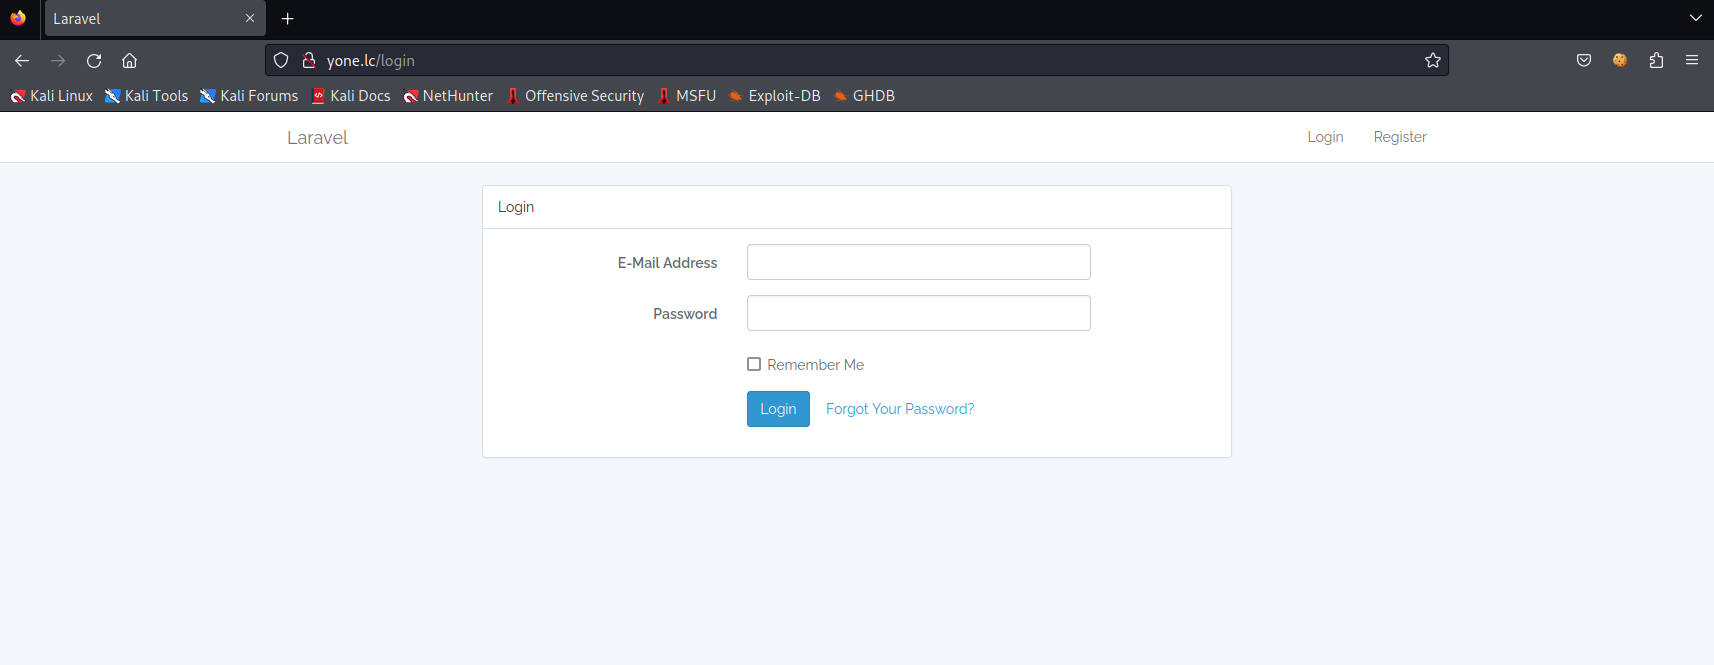 Laravel
yone.lc/login
Kali Linux Kali Tools Kali Forums Kali Docs NetHunter Offensive Security MSFU Exploit-DB GHDB
Laravel Login Register
Login
E-Mail Address
Password
Remember Me
Login Forgot Your Password?